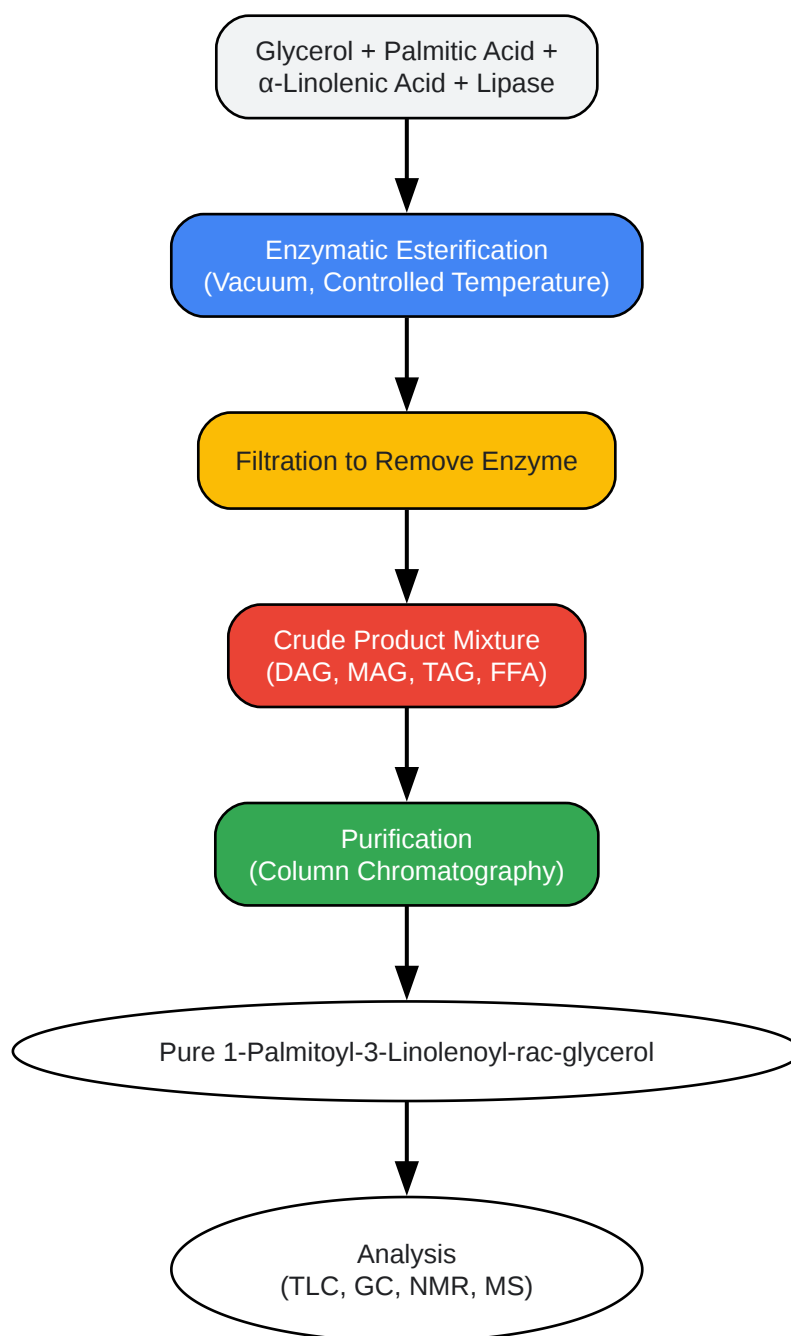 Glycerol + Palmitic Acid +
α-Linolenic Acid + Lipase
Enzymatic Esterification
(Vacuum, Controlled Temperature)
Filtration to Remove Enzyme
Crude Product Mixture
(DAG, MAG, TAG, FFA)
Purification
(Column Chromatography)
Pure 1-Palmitoyl-3-Linolenoyl-rac-glycerol
Analysis
(TLC, GC, NMR, MS)